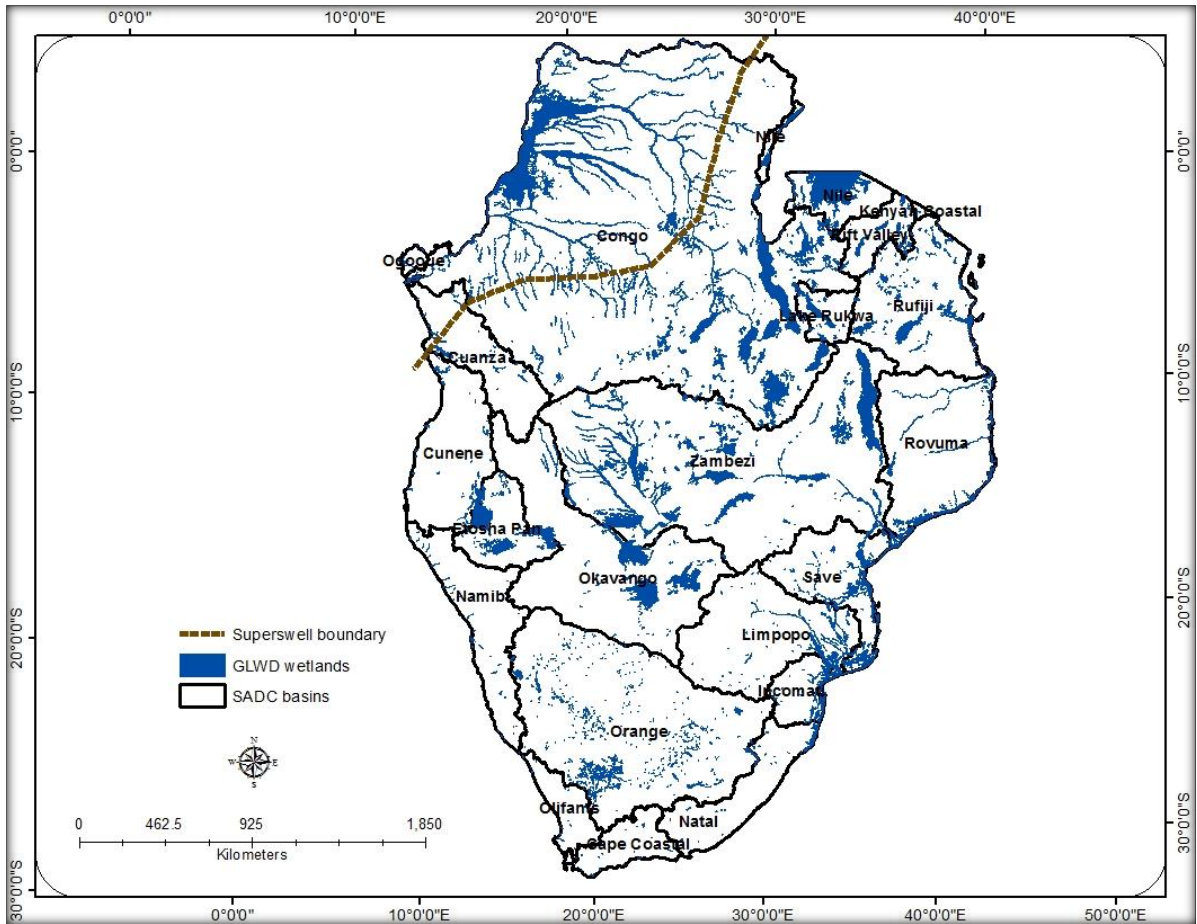 0°0'0"
10°0'0"E
20°0'0"E
30°0'0"E
40°0'0"E
0°0'0"
0°0'0"
Nile
Nile
Kenyan Coastal
Rift Valley
Congo
Ogooue
Rufiji
Lake Rukwa
Cuanza
10°0'0"S
10°0'0"S
Cunene
Rovuma
Zambezi
Etosha Pan
Okavango
Save
Namib
20°0'0"S
20°0'0"S
Limpopo
Superswell boundary
GLWD wetlands
SADC basins
Incomati
Orange
N
W E
S
Olifants
Natal
Cape Coastal
30°0'0"S
30°0'0"S
0 462.5 925 1,850
Kilometers
0°0'0"E
10°0'0"E
20°0'0"E
30°0'0"E
40°0'0"E
50°0'0"E